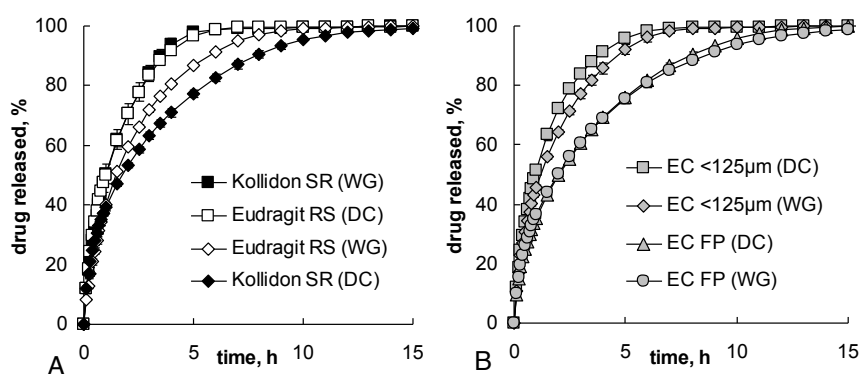 drug released, %
100
80
60
40
20
0
Kollidon SR (WG)
Eudragit RS (DC)
Eudragit RS (WG)
Kollidon SR (DC)
0 5 10 15
time, h
A
drug released, %
100
80
60
40
20
0
EC <125µm (DC)
EC <125µm (WG)
EC FP (DC)
EC FP (WG)
0 5 10 15
time, h
B